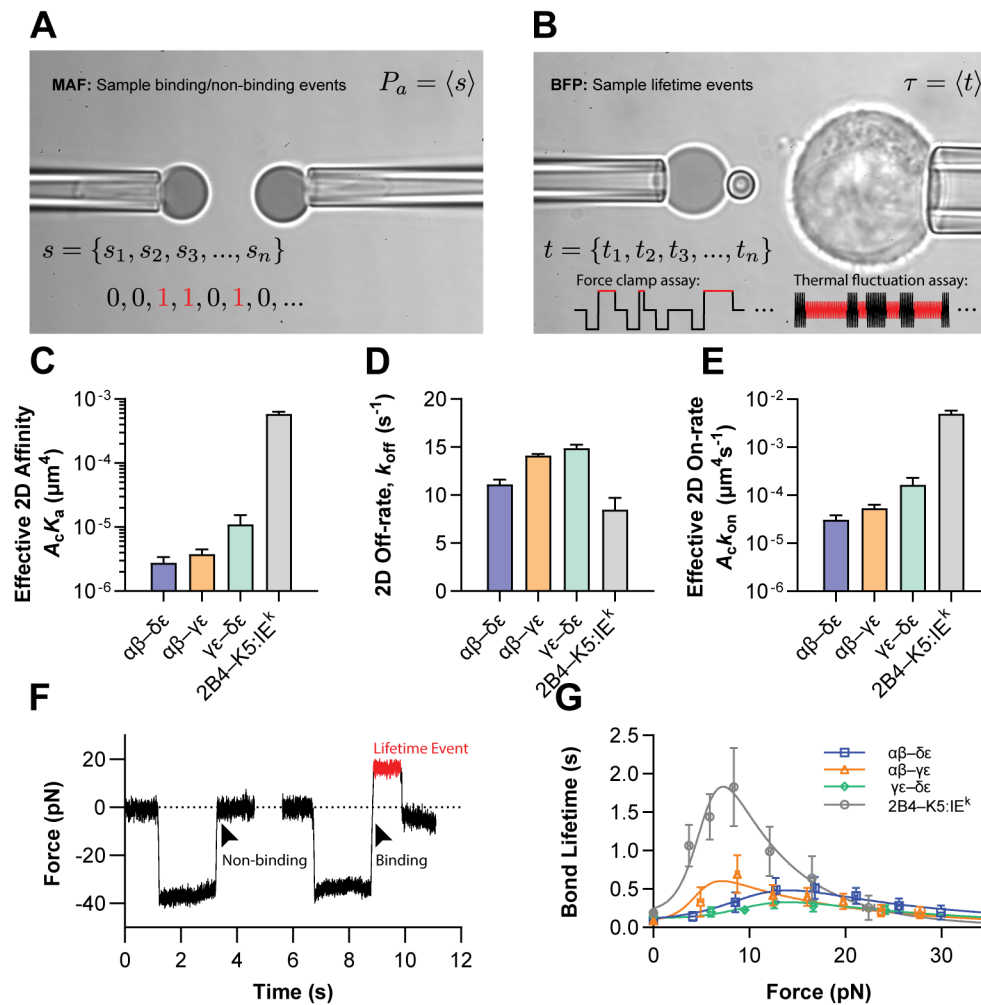 A
MAF: Sample binding/non-binding events
Pₐ = ⟨s⟩
s = {s₁, s₂, s₃, ..., sₙ}
0, 0, 1, 1, 0, 1, 0, ...
B
BFP: Sample lifetime events
τ = ⟨t⟩
t = {t₁, t₂, t₃, ..., tₙ}
Force clamp assay:
...
Thermal fluctuation assay:
...
C
Effective 2D Affinity
AcKa (μm⁴)
10⁻³
10⁻⁴
10⁻⁵
10⁻⁶
αβ–δε
αβ–γε
γε–δε
2B4–K5:IEᵏ
D
2D Off-rate, koff (s⁻¹)
20
15
10
5
0
αβ–δε
αβ–γε
γε–δε
2B4–K5:IEᵏ
E
Effective 2D On-rate
Ackon (μm⁴s⁻¹)
10⁻²
10⁻³
10⁻⁴
10⁻⁵
10⁻⁶
αβ–δε
αβ–γε
γε–δε
2B4–K5:IEᵏ
F
Force (pN)
20
0
-20
-40
Lifetime Event
Non-binding
Binding
0 2 4 6 8 10 12
Time (s)
G
Bond Lifetime (s)
2.5
2.0
1.5
1.0
0.5
0.0
αβ–δε
αβ–γε
γε–δε
2B4–K5:IEᵏ
0 10 20 30
Force (pN)